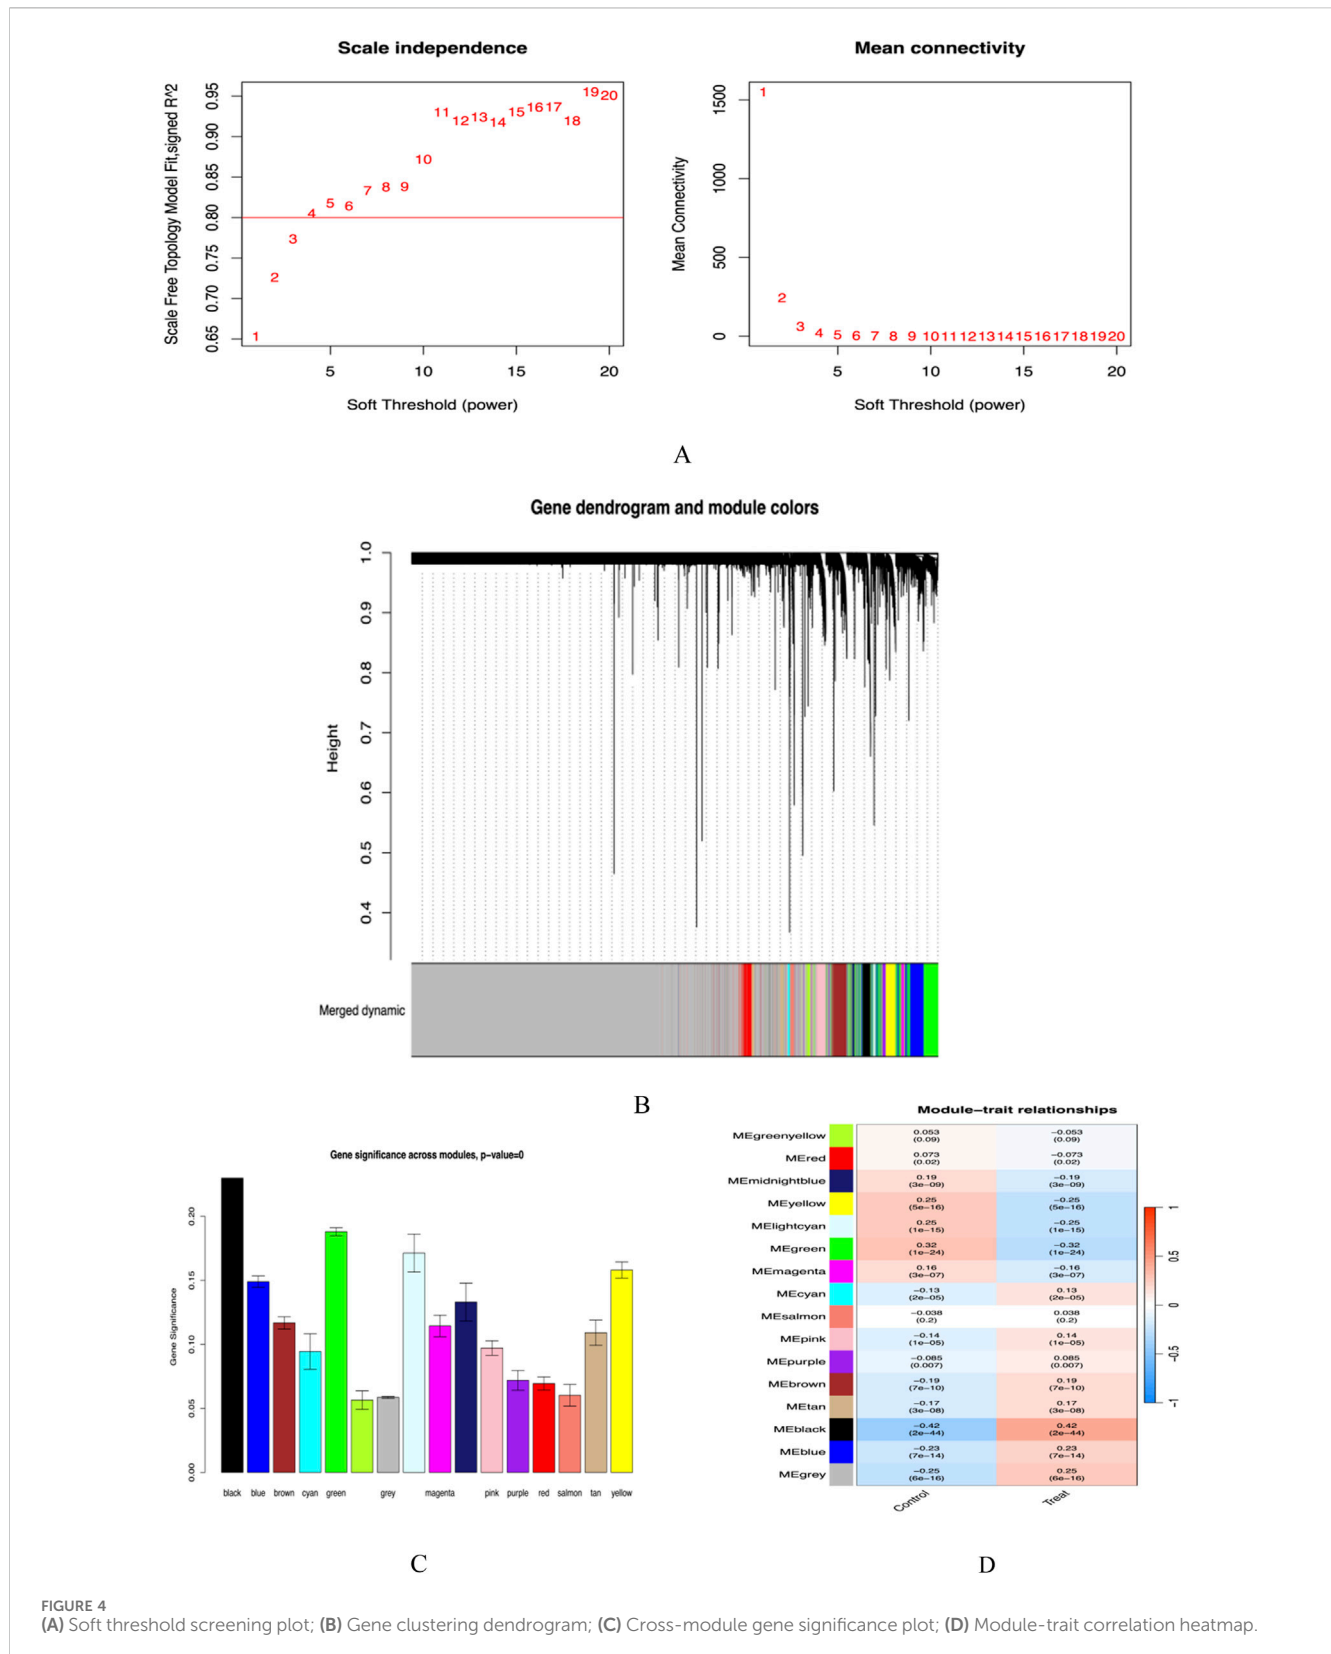 Scale independence
Mean connectivity
Scale Free Topology Model Fit,signed R^2
0.65 0.70 0.75 0.80 0.85 0.90 0.95
1 2 3 4 5 6 7 8 9 10 11 12 13 14 15 16 17 18 19 20
5 10 15 20
Soft Threshold (power)
Mean Connectivity
0 500 1000 1500
1 2 3 4 5 6 7 8 9 10 11 12 13 14 15 16 17 18 19 20
5 10 15 20
Soft Threshold (power)
A
Gene dendrogram and module colors
Height
1.0
0.9
0.8
0.7
0.6
0.5
0.4
Merged dynamic
B
Gene significance across modules, p-value=0
Gene Significance
0.00 0.05 0.10 0.15 0.20
black blue brown cyan green grey magenta pink purple red salmon tan yellow
C
Module-trait relationships
MEgreenyellow 0.053 (0.09) -0.053 (0.09)
MEred 0.073 (0.02) -0.073 (0.02)
MEmidnightblue 0.19 (3e-09) -0.19 (3e-09)
MEyellow 0.25 (5e-16) -0.25 (5e-16)
MElightcyan 0.25 (1e-15) -0.25 (1e-15)
MEgreen 0.32 (1e-24) -0.32 (1e-24)
MEmagenta 0.16 (3e-07) -0.16 (3e-07)
MEcyan -0.13 (2e-05) 0.13 (2e-05)
MEsalmon -0.038 (0.2) 0.038 (0.2)
MEpink -0.14 (1e-05) 0.14 (1e-05)
MEpurple -0.085 (0.007) 0.085 (0.007)
MEbrown -0.19 (7e-10) 0.19 (7e-10)
MEtan -0.17 (3e-08) 0.17 (3e-08)
MEblack -0.42 (2e-44) 0.42 (2e-44)
MEblue -0.23 (7e-14) 0.23 (7e-14)
MEgrey -0.25 (6e-16) 0.25 (6e-16)
Control Treat
1 0.5 0 -0.5 -1
D
FIGURE 4
(A) Soft threshold screening plot; (B) Gene clustering dendrogram; (C) Cross-module gene significance plot; (D) Module-trait correlation heatmap.